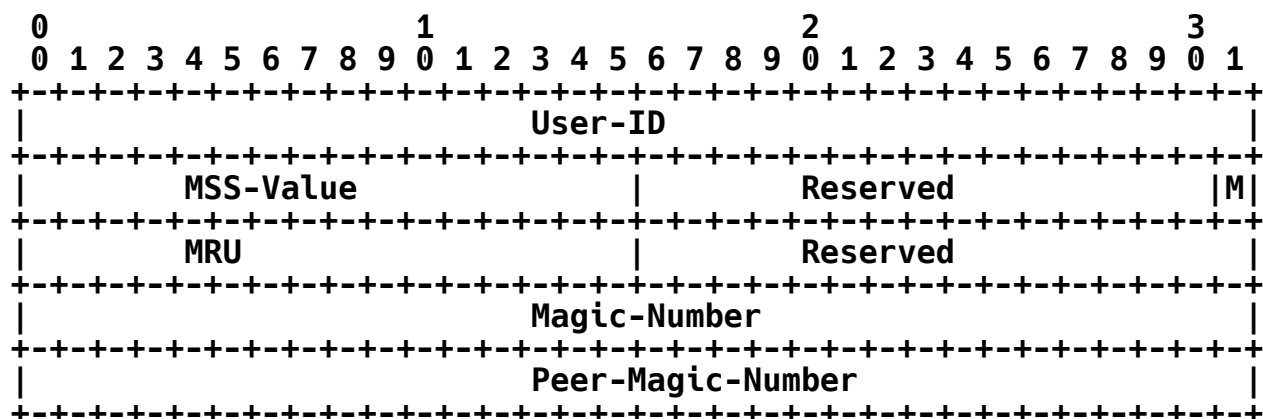 0                   1                   2                   3
 0 1 2 3 4 5 6 7 8 9 0 1 2 3 4 5 6 7 8 9 0 1 2 3 4 5 6 7 8 9 0 1
+-+-+-+-+-+-+-+-+-+-+-+-+-+-+-+-+-+-+-+-+-+-+-+-+-+-+-+-+-+-+-+-+
|                          User-ID                              |
+-+-+-+-+-+-+-+-+-+-+-+-+-+-+-+-+-+-+-+-+-+-+-+-+-+-+-+-+-+-+-+-+
|        MSS-Value              |        Reserved             |M|
+-+-+-+-+-+-+-+-+-+-+-+-+-+-+-+-+-+-+-+-+-+-+-+-+-+-+-+-+-+-+-+-+
|        MRU                    |        Reserved               |
+-+-+-+-+-+-+-+-+-+-+-+-+-+-+-+-+-+-+-+-+-+-+-+-+-+-+-+-+-+-+-+-+
|                          Magic-Number                         |
+-+-+-+-+-+-+-+-+-+-+-+-+-+-+-+-+-+-+-+-+-+-+-+-+-+-+-+-+-+-+-+-+
|                          Peer-Magic-Number                    |
+-+-+-+-+-+-+-+-+-+-+-+-+-+-+-+-+-+-+-+-+-+-+-+-+-+-+-+-+-+-+-+-+